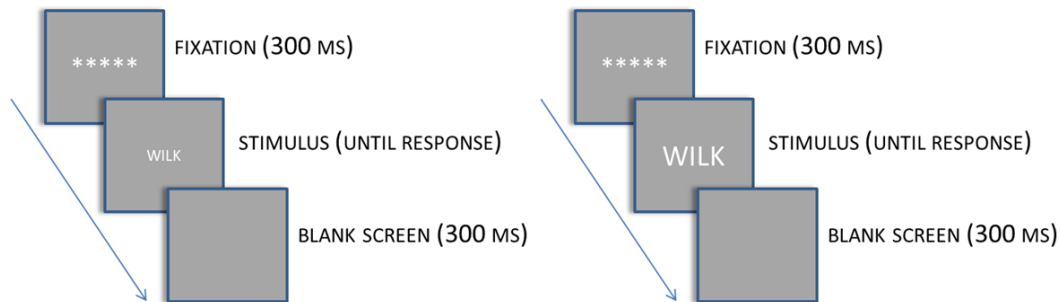 *****
FIXATION (300 MS)
WILK
STIMULUS (UNTIL RESPONSE)
BLANK SCREEN (300 MS)
*****
FIXATION (300 MS)
WILK
STIMULUS (UNTIL RESPONSE)
BLANK SCREEN (300 MS)